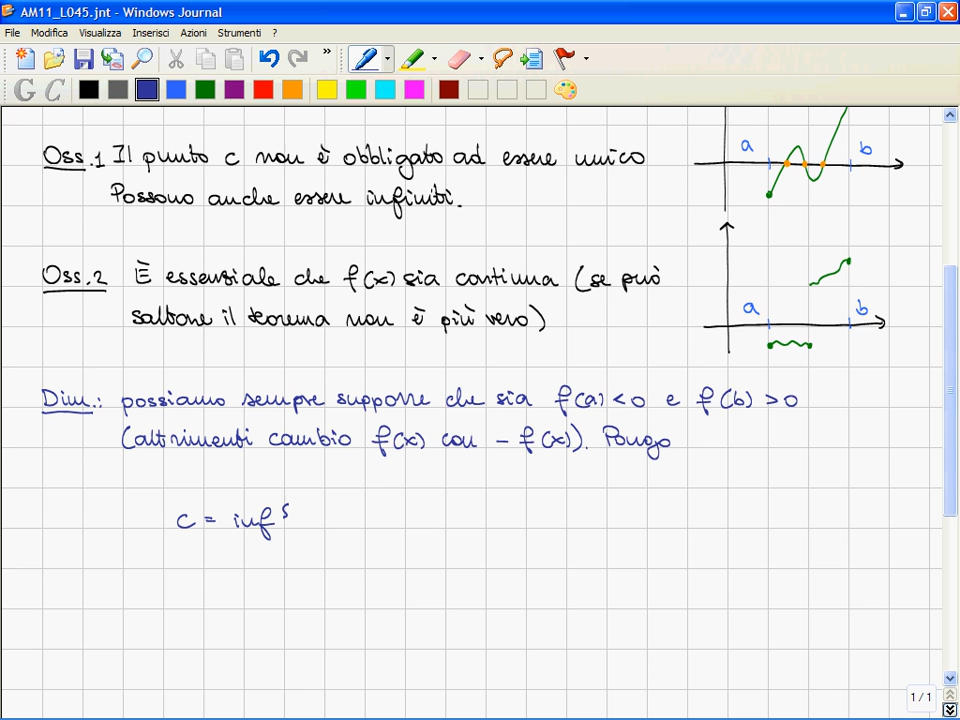 AM11_L045.jnt - Windows Journal
File Modifica Visualizza Inserisci Azioni Strumenti ?
Oss.1 Il punto c non è obbligato ad essere unico
Possono anche essere infiniti.
a b
Oss.2 È essenziale che f(x) sia continua (se può
saltare il teorema non è più vero)
a b
Dim.: possiamo sempre supporre che sia f(a) < 0 e f(b) > 0
(altrimenti cambio f(x) con - f(x)). Pongo
c = inf
1 / 1